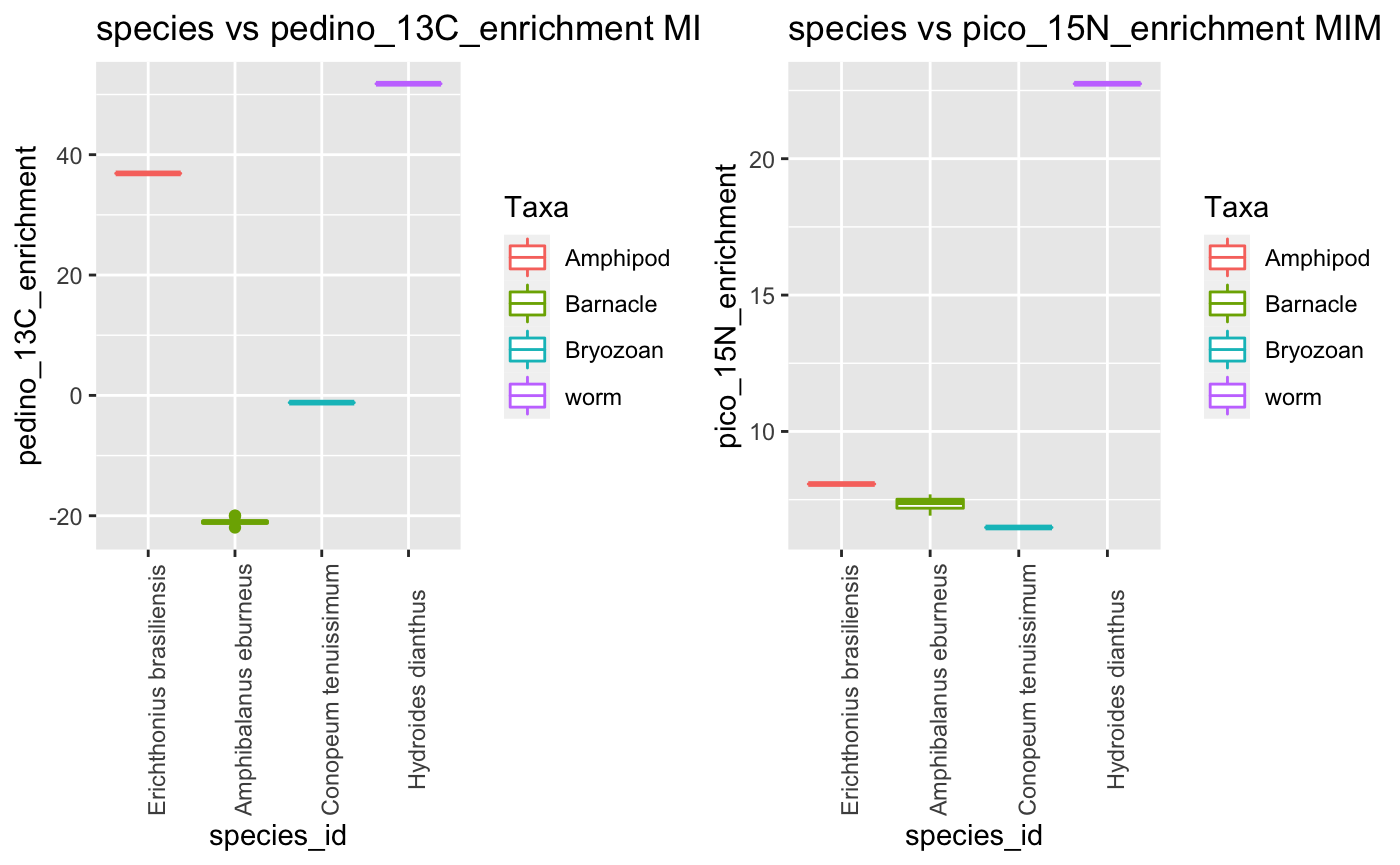 species vs pedino_13C_enrichment MI
pedino_13C_enrichment
40
20
0
-20
Erichthonius brasiliensis
Amphibalanus eburneus
Conopeum tenuissimum
Hydroides dianthus
species_id
Taxa
Amphipod
Barnacle
Bryozoan
worm
species vs pico_15N_enrichment MIM
pico_15N_enrichment
20
15
10
Erichthonius brasiliensis
Amphibalanus eburneus
Conopeum tenuissimum
Hydroides dianthus
species_id
Taxa
Amphipod
Barnacle
Bryozoan
worm